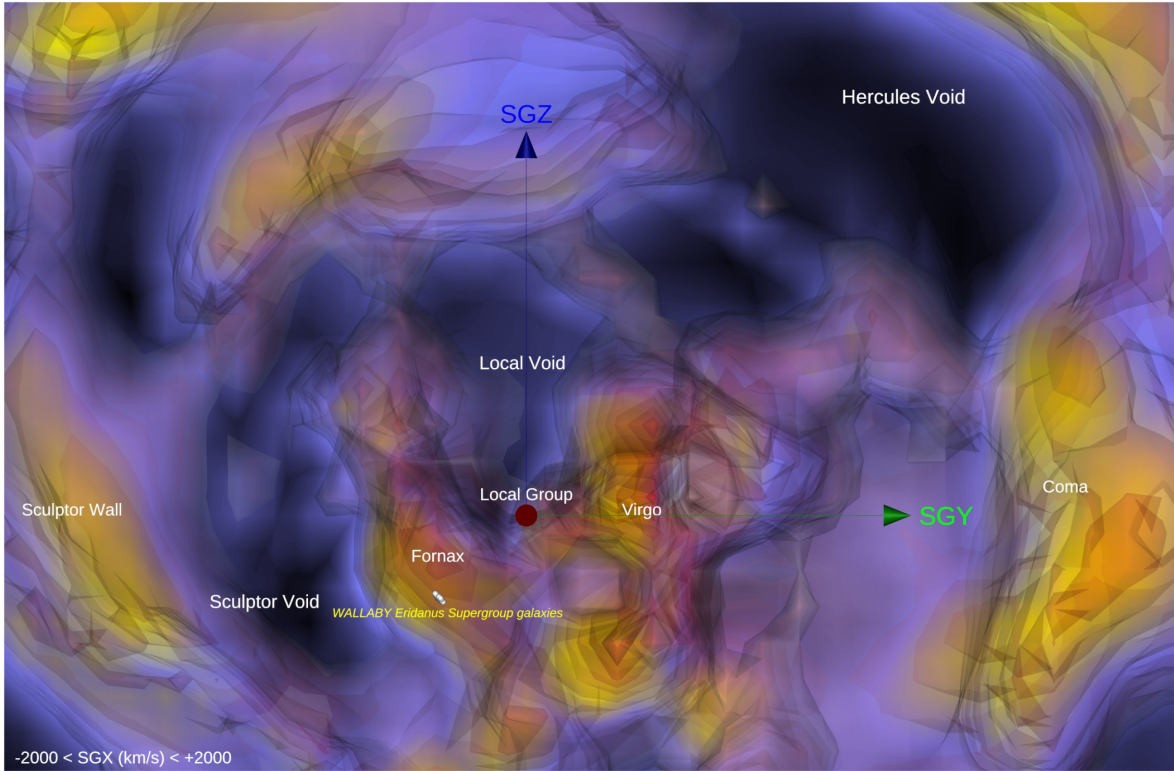 Hercules Void
SGZ
Local Void
Local Group
Coma
Sculptor Wall
Virgo
SGY
Fornax
Sculptor Void
WALLABY Eridanus Supergroup galaxies
-2000 < SGX (km/s) < +2000